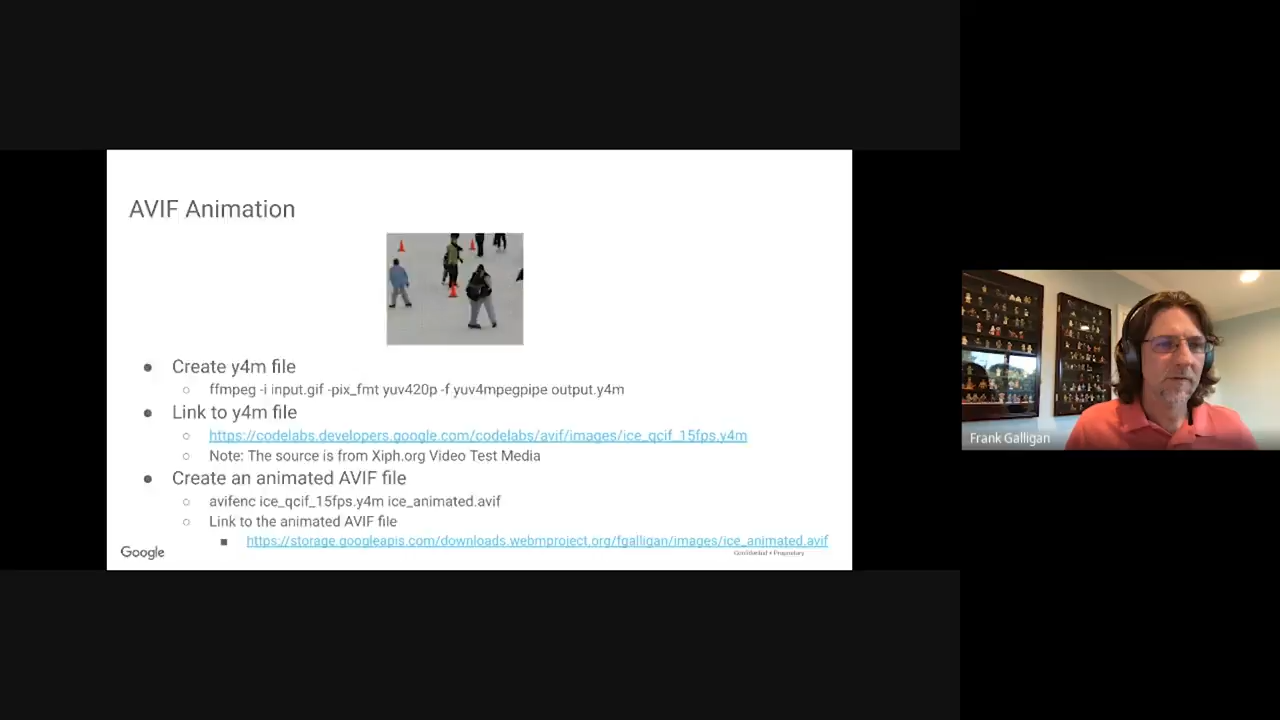 AVIF Animation
Create y4m file
ffmpeg -i input.gif -pix_fmt yuv420p -f yuv4mpegpipe output.y4m
Link to y4m file
https://codelabs.developers.google.com/codelabs/avif/images/ice_qcif_15fps.y4m
Note: The source is from Xiph.org Video Test Media
Create an animated AVIF file
avifenc ice_qcif_15fps.y4m ice_animated.avif
Link to the animated AVIF file
https://storage.googleapis.com/downloads.webmproject.org/fgalligan/images/ice_animated.avif
Google
Confidential + Proprietary
Frank Galligan